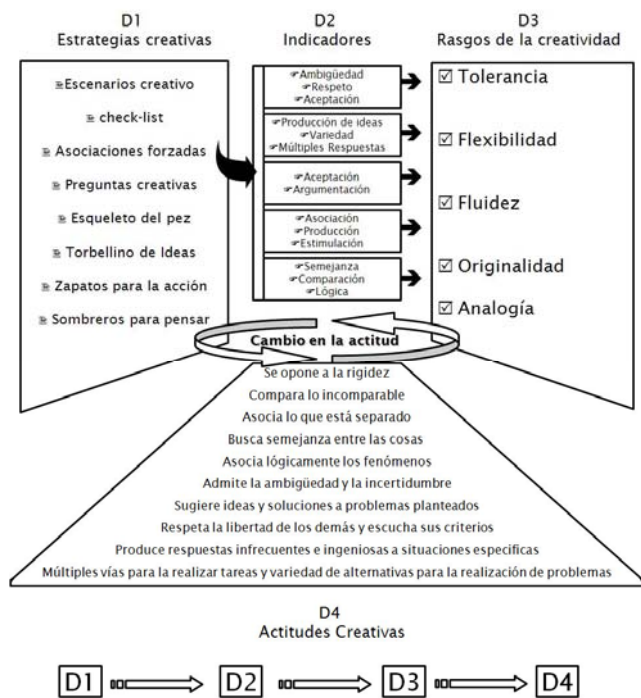 D1
Estrategias creativas
Escenarios creativo
check-list
Asociaciones forzadas
Preguntas creativas
Esqueleto del pez
Torbellino de Ideas
Zapatos para la acción
Sombreros para pensar
D2
Indicadores
Ambigüedad
Respeto
Aceptación
Producción de ideas
Variedad
Múltiples Respuestas
Aceptación
Argumentación
Asociación
Producción
Estimulación
Semejanza
Comparación
Lógica
D3
Rasgos de la creatividad
Tolerancia
Flexibilidad
Fluidez
Originalidad
Analogía
Cambio en la actitud
Se opone a la rigidez
Compara lo incomparable
Asocia lo que está separado
Busca semejanza entre las cosas
Asocia lógicamente los fenómenos
Admite la ambigüedad y la incertidumbre
Sugiere ideas y soluciones a problemas planteados
Respeta la libertad de los demás y escucha sus criterios
Produce respuestas infrecuentes e ingeniosas a situaciones especificas
Múltiples vías para la realizar tareas y variedad de alternativas para la realización de problemas
D4
Actitudes Creativas
D1 D2 D3 D4